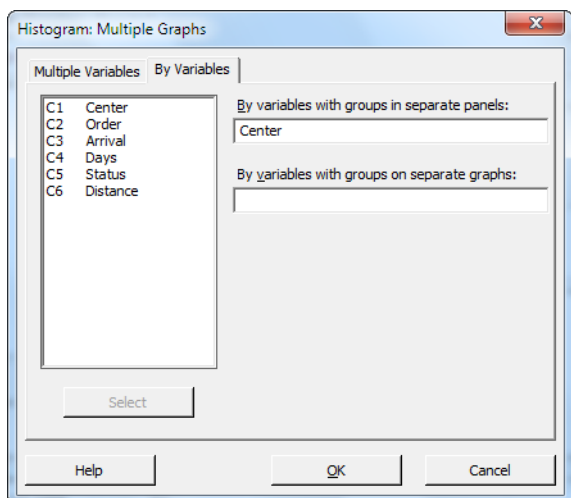 Histogram: Multiple Graphs
Multiple Variables By Variables
C1 Center
C2 Order
C3 Arrival
C4 Days
C5 Status
C6 Distance
By variables with groups in separate panels:
Center
By variables with groups on separate graphs:
Select
Help OK Cancel